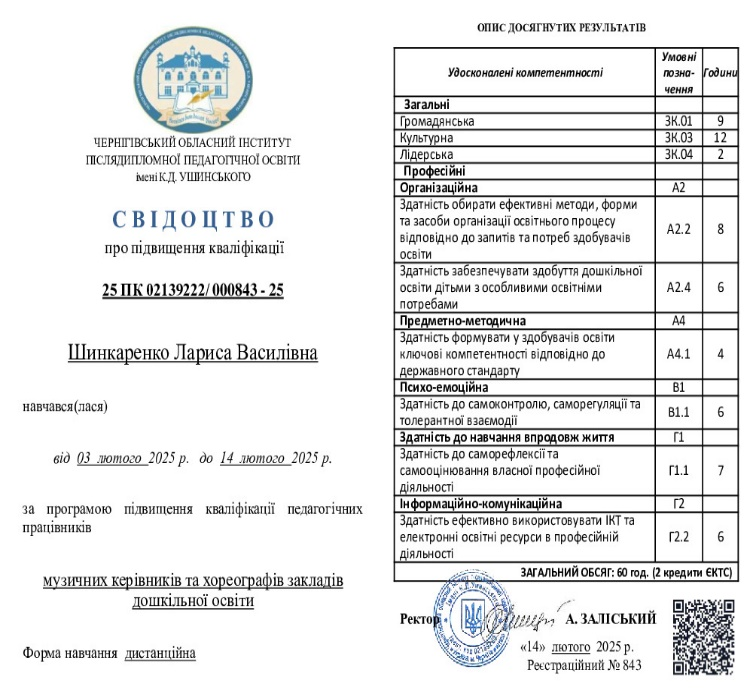 ЧЕРНІГІВСЬКИЙ ОБЛАСНИЙ ІНСТИТУТ
ПІСЛЯДИПЛОМНОЇ ПЕДАГОГІЧНОЇ ОСВІТИ
імені К.Д. УШИНСЬКОГО
СВІДОЦТВО
про підвищення кваліфікації
25 ПК 02139222/ 000843 - 25
Шинкаренко Лариса Василівна
навчався(лася)
від 03 лютого 2025 р. до 14 лютого 2025 р.
за програмою підвищення кваліфікації педагогічних
працівників
музичних керівників та хореографів закладів
дошкільної освіти
Форма навчання дистанційна
ОПИС ДОСЯГНУТИХ РЕЗУЛЬТАТІВ
Удосконалені компетентності Умовні позна-чення Години
Загальні
Громадянська ЗК.01 9
Культурна ЗК.03 12
Лідерська ЗК.04 2
Професійні
Організаційна А2
Здатність обирати ефективні методи, форми
та засоби організації освітнього процесу
відповідно до запитів та потреб здобувачів А2.2 8
освіти
Здатність забезпечувати здобуття дошкільної
освіти дітьми з особливими освітніми А2.4 6
потребами
Предметно-методична А4
Здатність формувати у здобувачів освіти
ключові компетентності відповідно до А4.1 4
державного стандарту
Психо-емоційна В1
Здатність до самоконтролю, саморегуляції та
толерантної взаємодії В1.1 6
Здатність до навчання впродовж життя Г1
Здатність до саморефлексії та
самооцінювання власної професійної Г1.1 7
діяльності
Інформаційно-комунікаційна Г2
Здатність ефективно використовувати ІКТ та
електронні освітні ресурси в професійній Г2.2 6
діяльності
ЗАГАЛЬНИЙ ОБСЯГ: 60 год. (2 кредити ЄКТС)
Ректор А. ЗАЛІСЬКИЙ
«14» лютого 2025 р.
Реєстраційний № 843